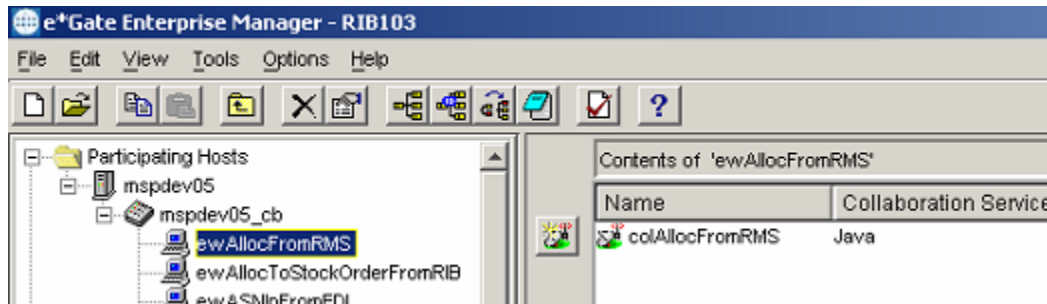 e*Gate Enterprise Manager - RIB103
File Edit View Tools Options Help
Participating Hosts
mspdev05
mspdev05_cb
ewAllocFromRMS
ewAllocToStockOrderFromRIB
ewASNInFromEDI
Contents of 'ewAllocFromRMS'
Name Collaboration Service
colAllocFromRMS Java